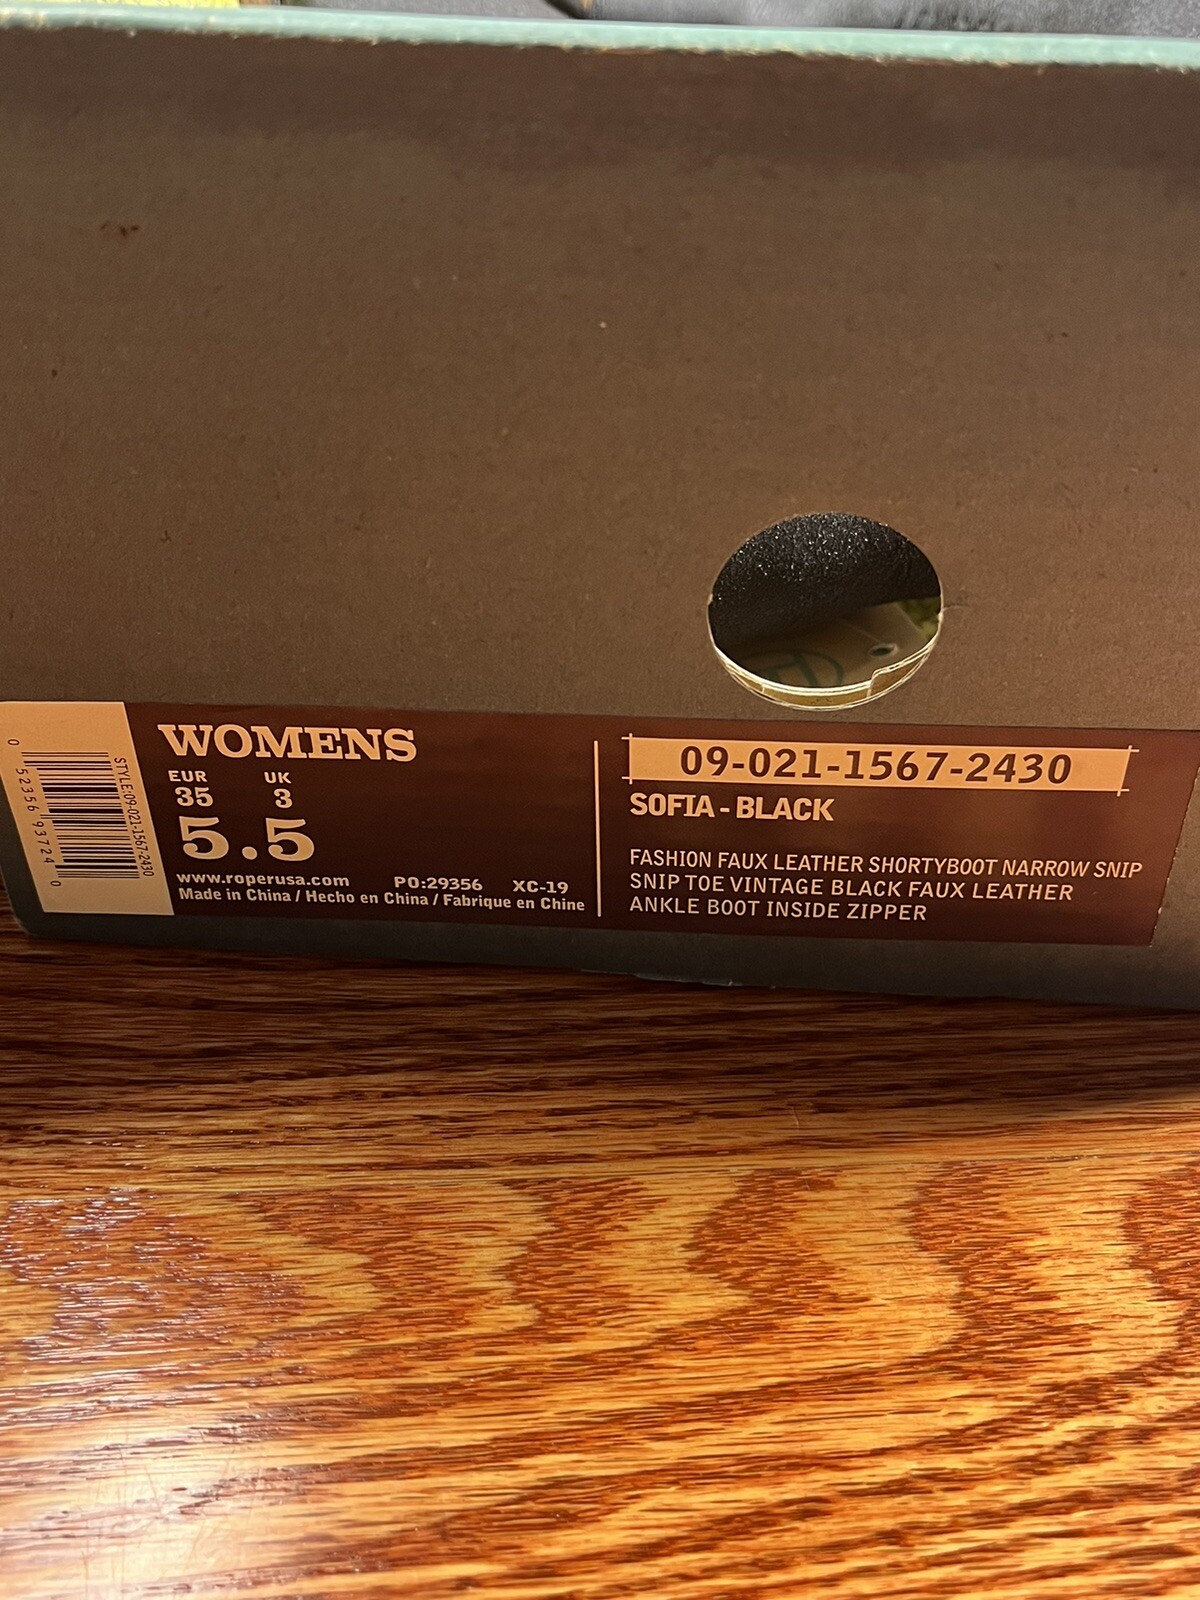 0 52356 93724 0
STYLE:09-021-1567-2430
WOMENS
EUR UK
35 3
5.5
www.roperusa.com PO:29356 XC-19
Made in China / Hecho en China / Fabrique en Chine
09-021-1567-2430
SOFIA - BLACK
FASHION FAUX LEATHER SHORTYBOOT NARROW SNIP
SNIP TOE VINTAGE BLACK FAUX LEATHER
ANKLE BOOT INSIDE ZIPPER